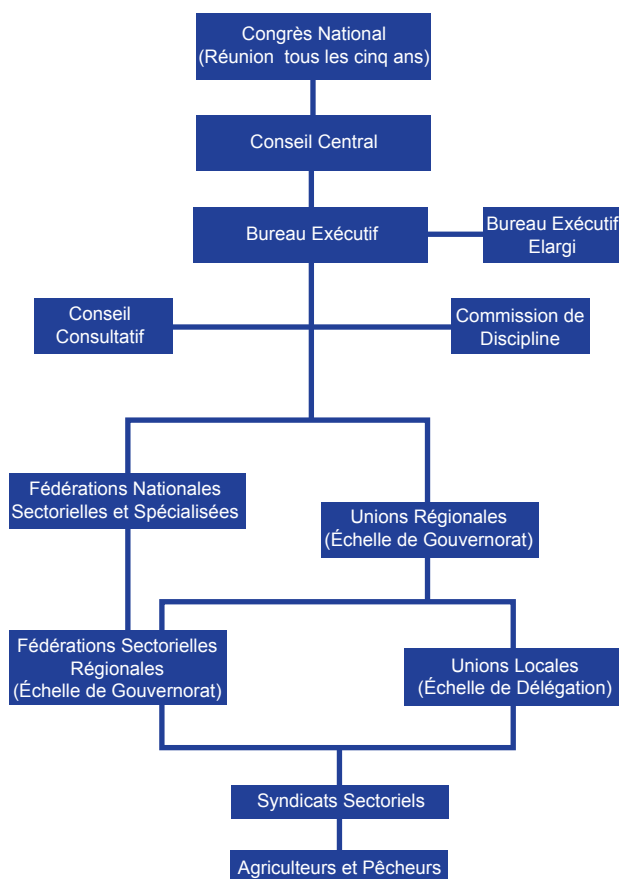 Congrès National
(Réunion tous les cinq ans)
Conseil Central
Bureau Exécutif
Bureau Exécutif
Elargi
Conseil
Consultatif
Commission de
Discipline
Fédérations Nationales
Sectorielles et Spécialisées
Unions Régionales
(Échelle de Gouvernorat)
Fédérations Sectorielles
Régionales
(Échelle de Gouvernorat)
Unions Locales
(Échelle de Délégation)
Syndicats Sectoriels
Agriculteurs et Pêcheurs